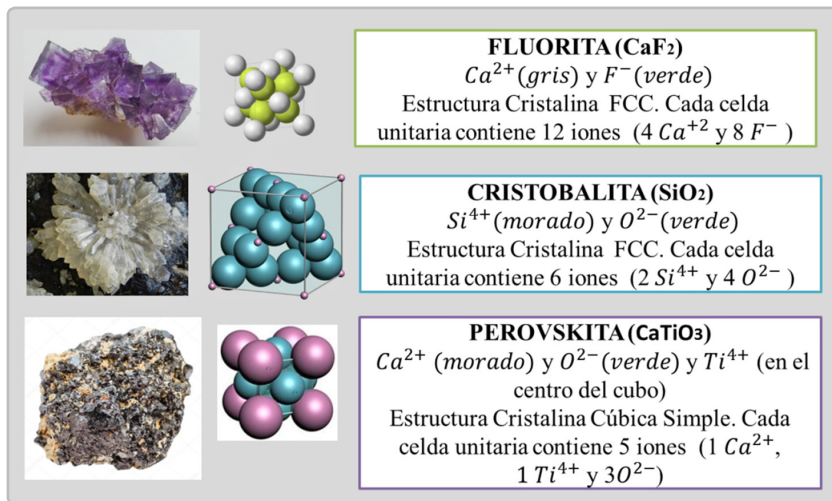 FLUORITA (CaF₂)
Ca²⁺(gris) y F⁻(verde)
Estructura Cristalina FCC. Cada celda
unitaria contiene 12 iones (4 Ca⁺² y 8 F⁻ )
CRISTOBALITA (SiO₂)
Si⁴⁺(morado) y O²⁻(verde)
Estructura Cristalina FCC. Cada celda
unitaria contiene 6 iones (2 Si⁴⁺ y 4 O²⁻ )
PEROVSKITA (CaTiO₃)
Ca²⁺ (morado) y O²⁻(verde) y Ti⁴⁺ (en el
centro del cubo)
Estructura Cristalina Cúbica Simple. Cada
celda unitaria contiene 5 iones (1 Ca²⁺,
1 Ti⁴⁺ y 3O²⁻)